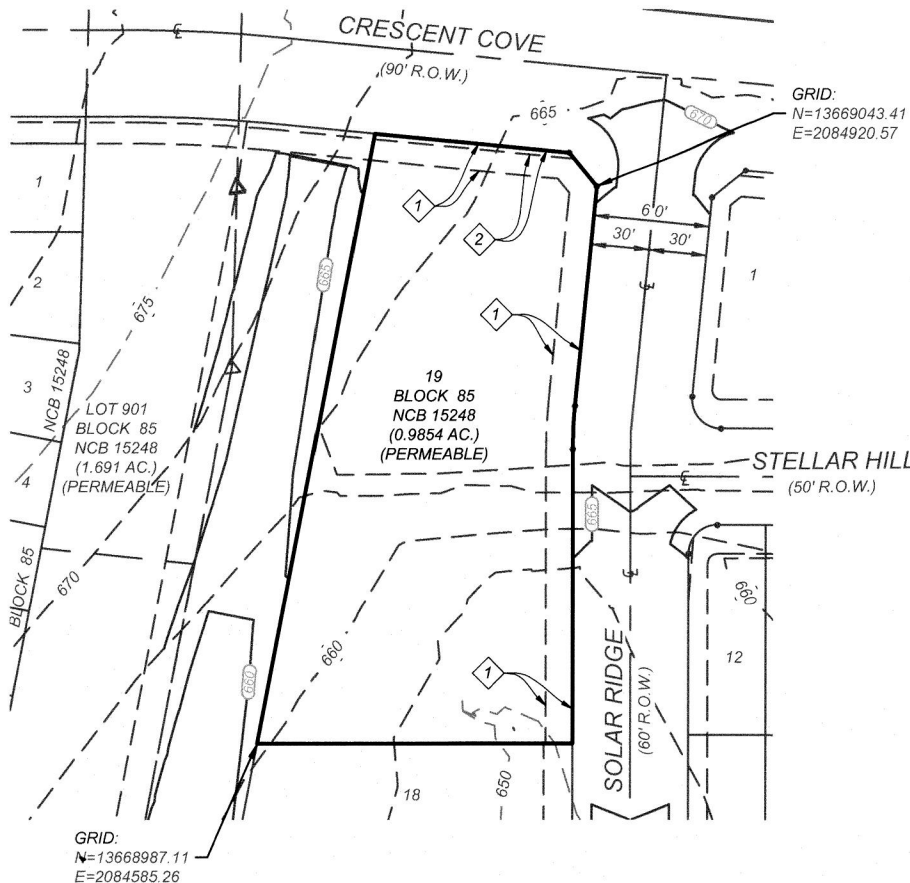 CRESCENT COVE
(90' R.O.W.)
665
670
GRID:
N=13669043.41
E=2084920.57
1
1
2
6'0'
30'
30'
1
2
665
675
1
1
3
NCB 15248
LOT 901
BLOCK 85
NCB 15248
(1.691 AC.)
(PERMEABLE)
19
BLOCK 85
NCB 15248
(0.9854 AC.)
(PERMEABLE)
4
STELLAR HILL
(50' R.O.W.)
665
BLOCK 85
670
660
660
12
1
660
SOLAR RIDGE
(60' R.O.W.)
650
18
GRID:
N=13668987.11
E=2084585.26